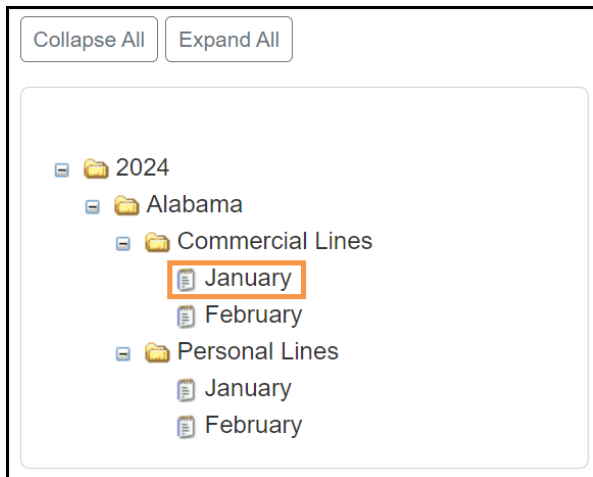 Collapse All Expand All
2024
Alabama
Commercial Lines
January
February
Personal Lines
January
February